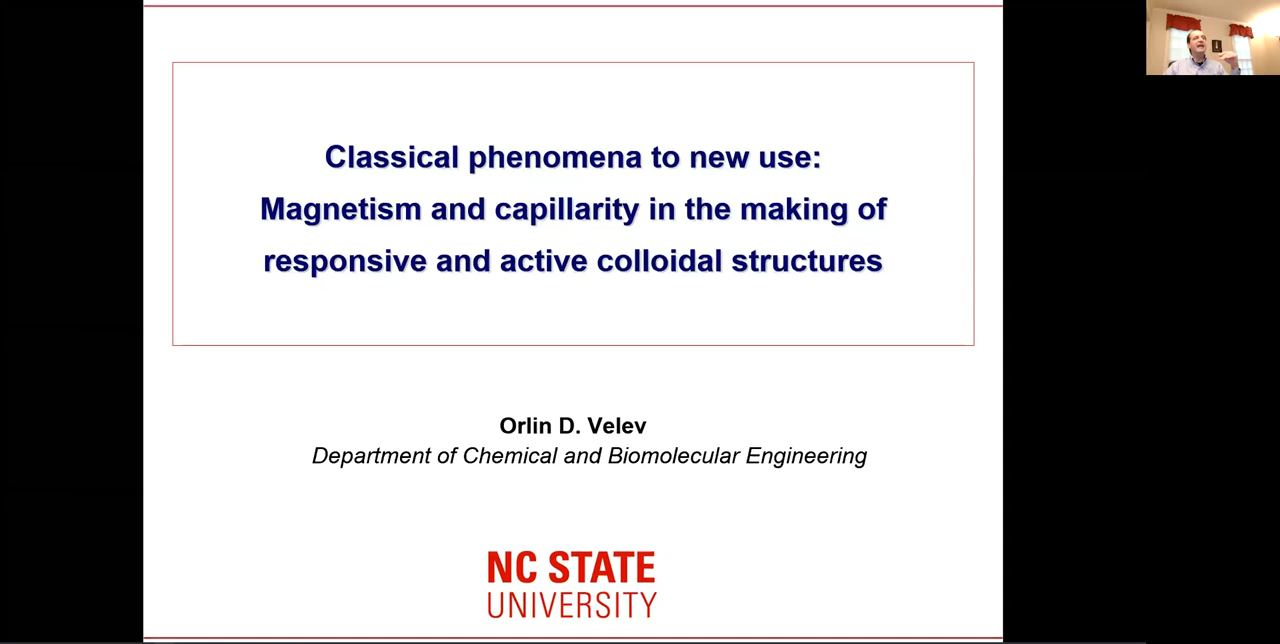 Classical phenomena to new use:
Magnetism and capillarity in the making of
responsive and active colloidal structures
Orlin D. Velev
Department of Chemical and Biomolecular Engineering
NC STATE
UNIVERSITY